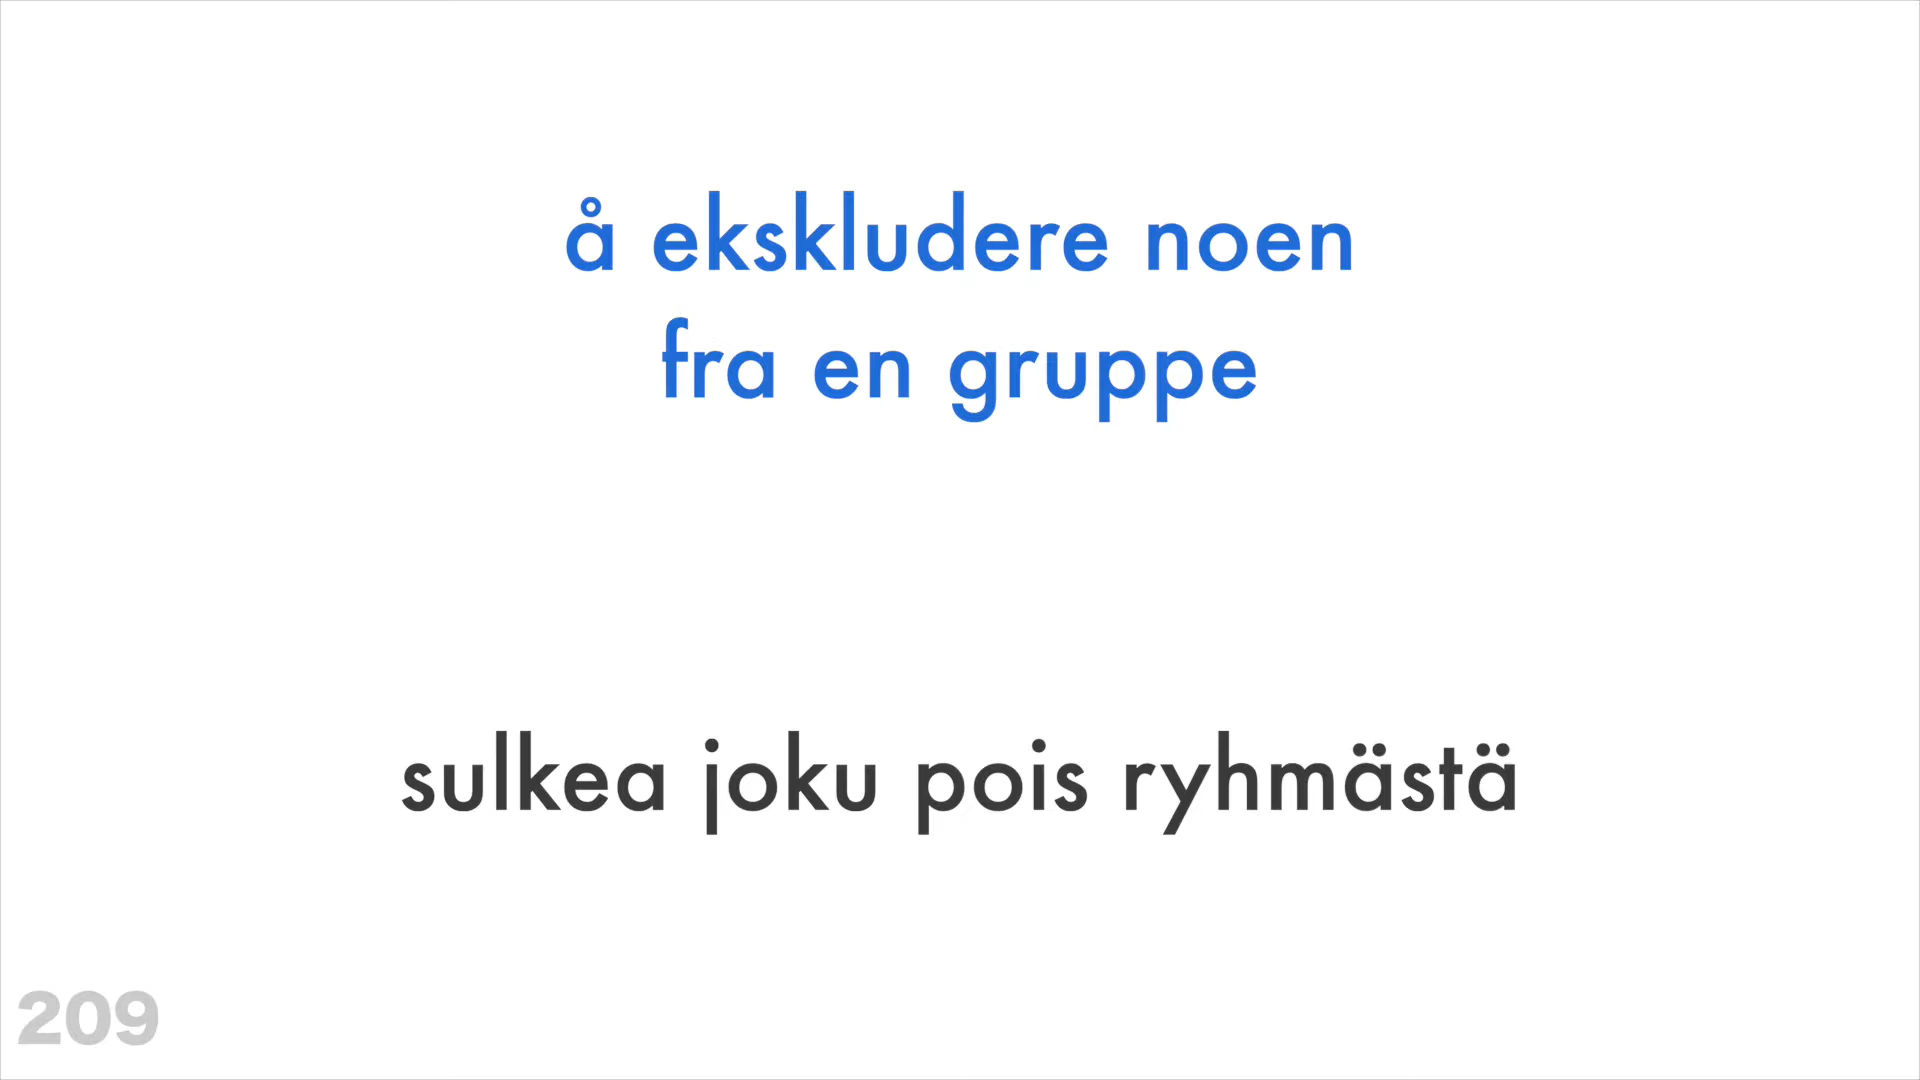 å ekskludere noen
fra en gruppe
sulkea joku pois ryhmästä
209